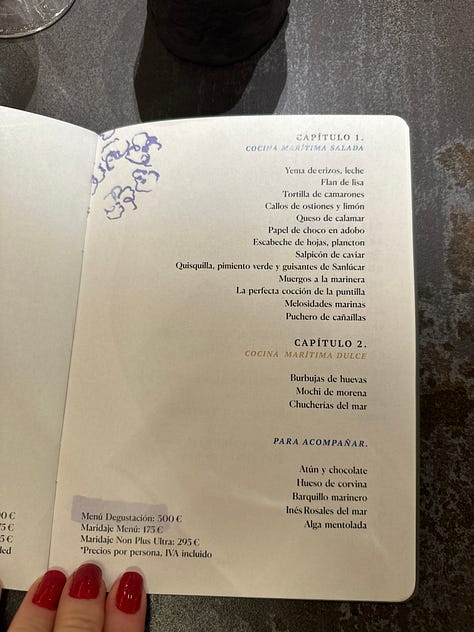 CAPÍTULO 1.
COCINA MARÍTIMA SALADA
Yema de erizos, leche
Flan de lisa
Tortilla de camarones
Callos de ostiones y limón
Queso de calamar
Papel de choco en adobo
Escabeche de hojas, plancton
Salpicón de caviar
Quisquilla, pimiento verde y guisantes de Sanlúcar
Muergos a la marinera
La perfecta cocción de la puntilla
Melosidades marinas
Puchero de cañaíllas
CAPÍTULO 2.
COCINA MARÍTIMA DULCE
Burbujas de huevas
Mochi de morena
Chucherías del mar
PARA ACOMPAÑAR.
Atún y chocolate
Hueso de corvina
Barquillo marinero
Inés Rosales del mar
Alga mentolada
Menú Degustación: 300 €
Maridaje Menú: 175 €
Maridaje Non Plus Ultra: 295 €
*Precios por persona, IVA incluido